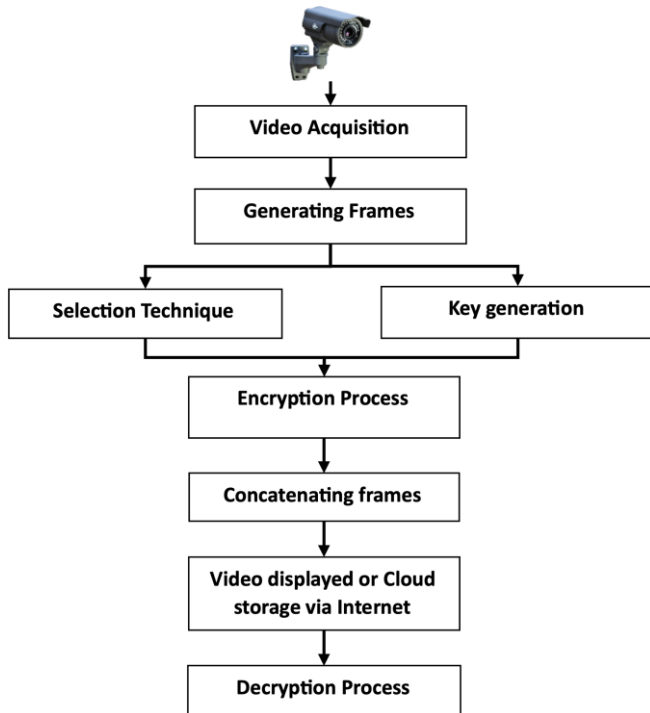 Video Acquisition
Generating Frames
Selection Technique
Key generation
Encryption Process
Concatenating frames
Video displayed or Cloud
storage via Internet
Decryption Process